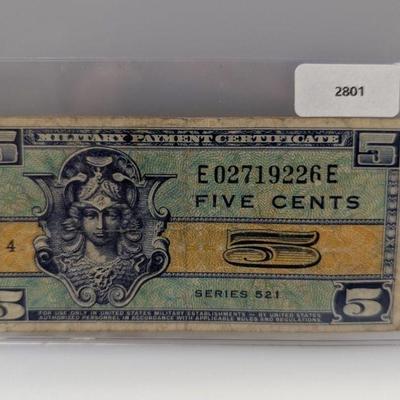 2801
5 MILITARY PAYMENT CERTIFICATE 5
E02719226E
FIVE CENTS
4
5
SERIES 521
5 5
FOR USE ONLY IN UNITED STATES MILITARY ESTABLISHMENTS — BY UNITED STATES
AUTHORIZED PERSONNEL IN ACCORDANCE WITH APPLICABLE RULES AND REGULATIONS.